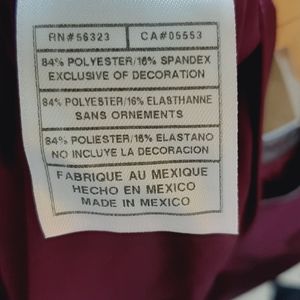 RN#56323 CA#05553
84% POLYESTER/16% SPANDEX
EXCLUSIVE OF DECORATION
84% POLYESTER/16% ELASTHANNE
SANS ORNEMENTS
84% POLIESTER/16% ELASTANO
NO INCLUYE LA DECORACION
FABRIQUE AU MEXIQUE
HECHO EN MEXICO
MADE IN MEXICO